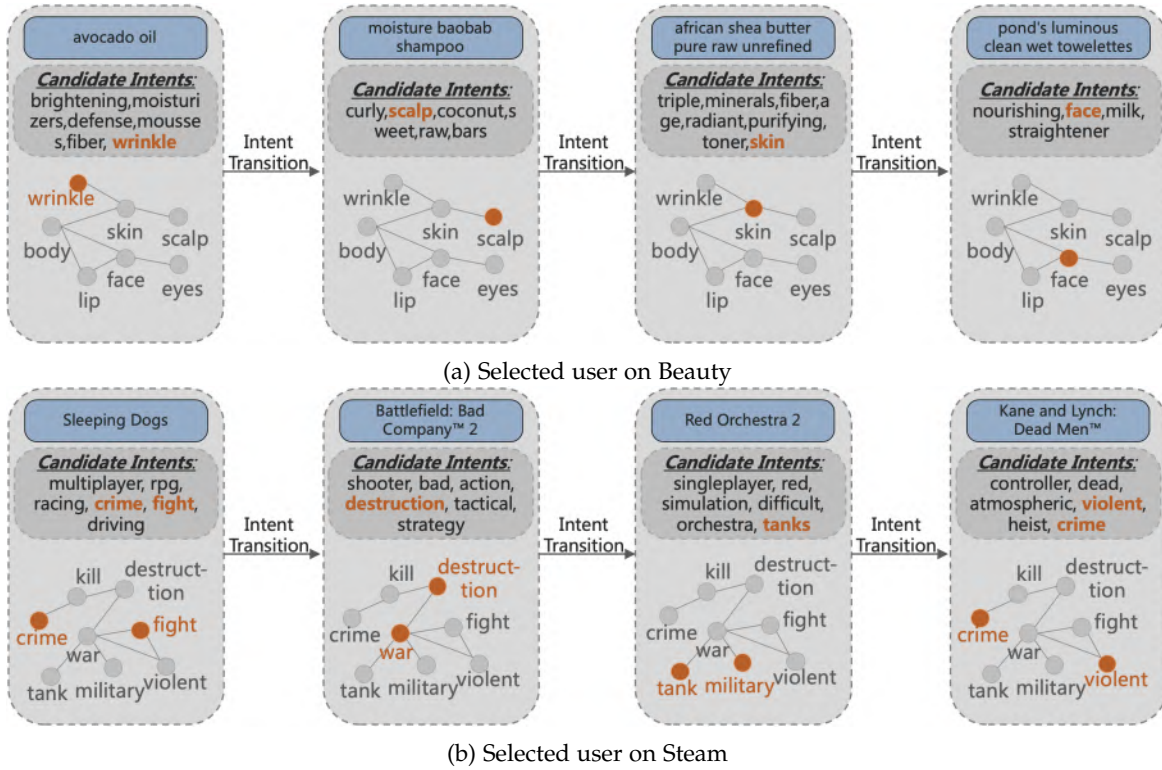 avocado oil
Candidate Intents:
brightening,moisturi
zers,defense,mousse
s,fiber, wrinkle
wrinkle
skin
scalp
body
face
eyes
lip
Intent
Transition
moisture baobab
shampoo
Candidate Intents:
curly,scalp,coconut,s
weet,raw,bars
wrinkle
skin
scalp
body
face
eyes
lip
Intent
Transition
african shea butter
pure raw unrefined
Candidate Intents:
triple,minerals,fiber,a
ge,radiant,purifying,
toner,skin
wrinkle
skin
scalp
body
face
eyes
lip
Intent
Transition
pond's luminous
clean wet towelettes
Candidate Intents:
nourishing,face,milk,
straightener
wrinkle
skin
scalp
body
face
eyes
lip
(a) Selected user on Beauty
Sleeping Dogs
Candidate Intents:
multiplayer, rpg,
racing, crime, fight,
driving
kill
destruct-
tion
crime
fight
war
tank
military
violent
Intent
Transition
Battlefield: Bad
Company™ 2
Candidate Intents:
shooter, bad, action,
destruction, tactical,
strategy
kill
destruct-
tion
crime
fight
war
tank
military
violent
Intent
Transition
Red Orchestra 2
Candidate Intents:
singleplayer, red,
simulation, difficult,
orchestra, tanks
kill
destruct-
tion
crime
fight
war
tank
military
violent
Intent
Transition
Kane and Lynch:
Dead Men™
Candidate Intents:
controller, dead,
atmospheric, violent,
heist, crime
kill
destruct-
tion
crime
fight
war
tank
military
violent
(b) Selected user on Steam